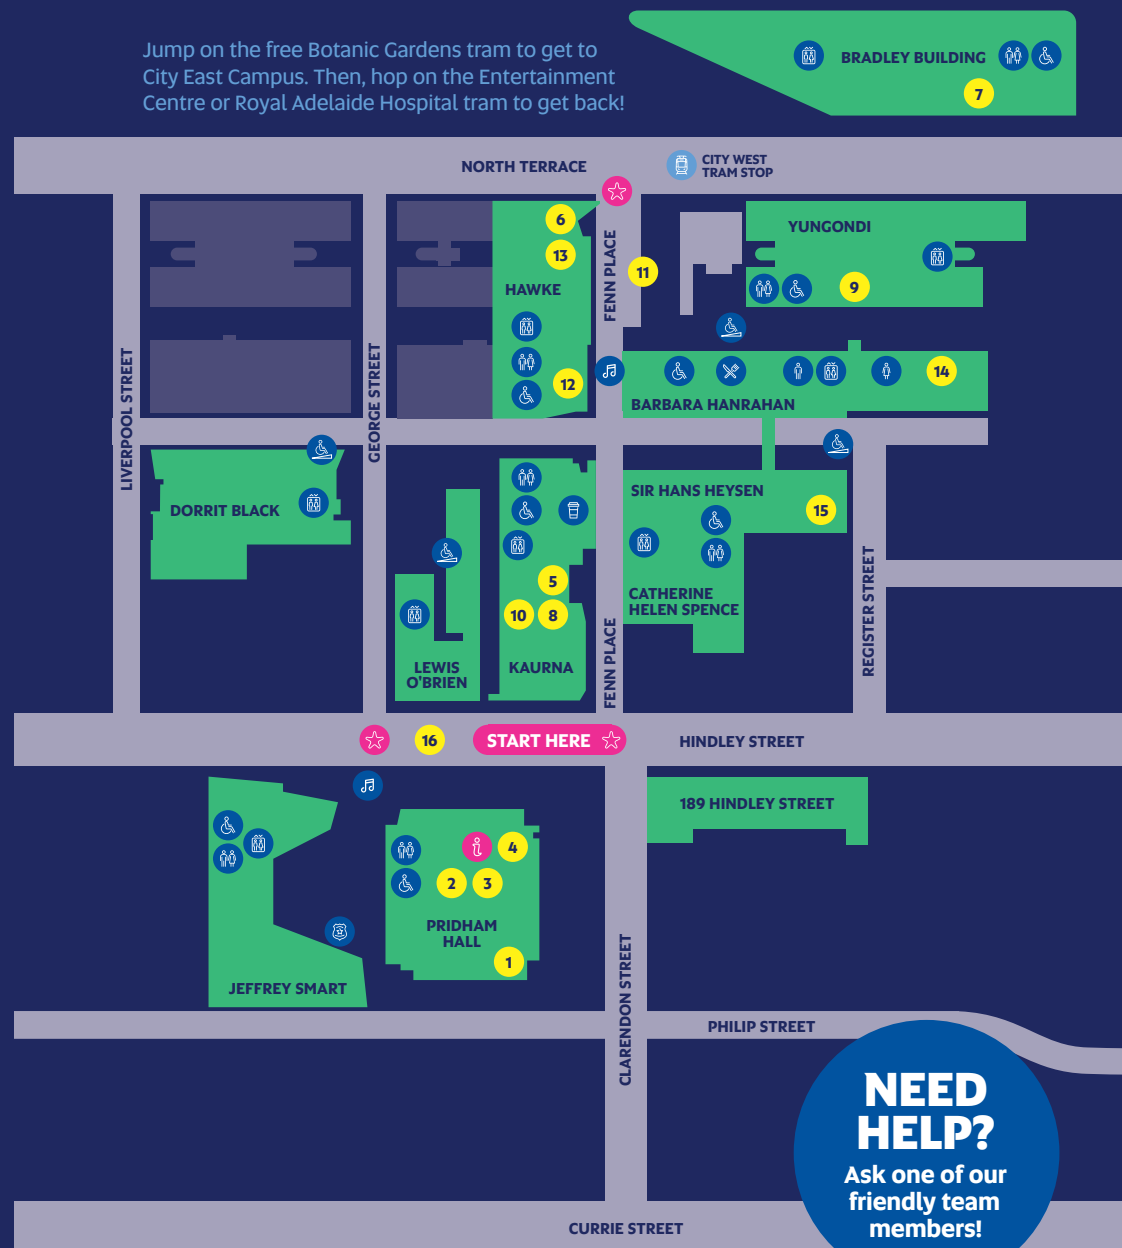 Jump on the free Botanic Gardens tram to get to
City East Campus. Then, hop on the Entertainment
Centre or Royal Adelaide Hospital tram to get back!
BRADLEY BUILDING
7
NORTH TERRACE
CITY WEST
TRAM STOP
6
13
HAWKE
12
FENN PLACE
11
YUNGONDI
9
LIVERPOOL STREET
GEORGE STREET
14
BARBARA HANRAHAN
DORRIT BLACK
SIR HANS HEYSEN
15
5
10
8
KAURNA
LEWIS
O'BRIEN
CATHERINE
HELEN SPENCE
FENN PLACE
REGISTER STREET
16
START HERE
HINDLEY STREET
189 HINDLEY STREET
i
4
2
3
PRIDHAM
HALL
1
JEFFREY SMART
CLARENDON STREET
PHILIP STREET
NEED
HELP?
Ask one of our
friendly team
members!
CURRIE STREET